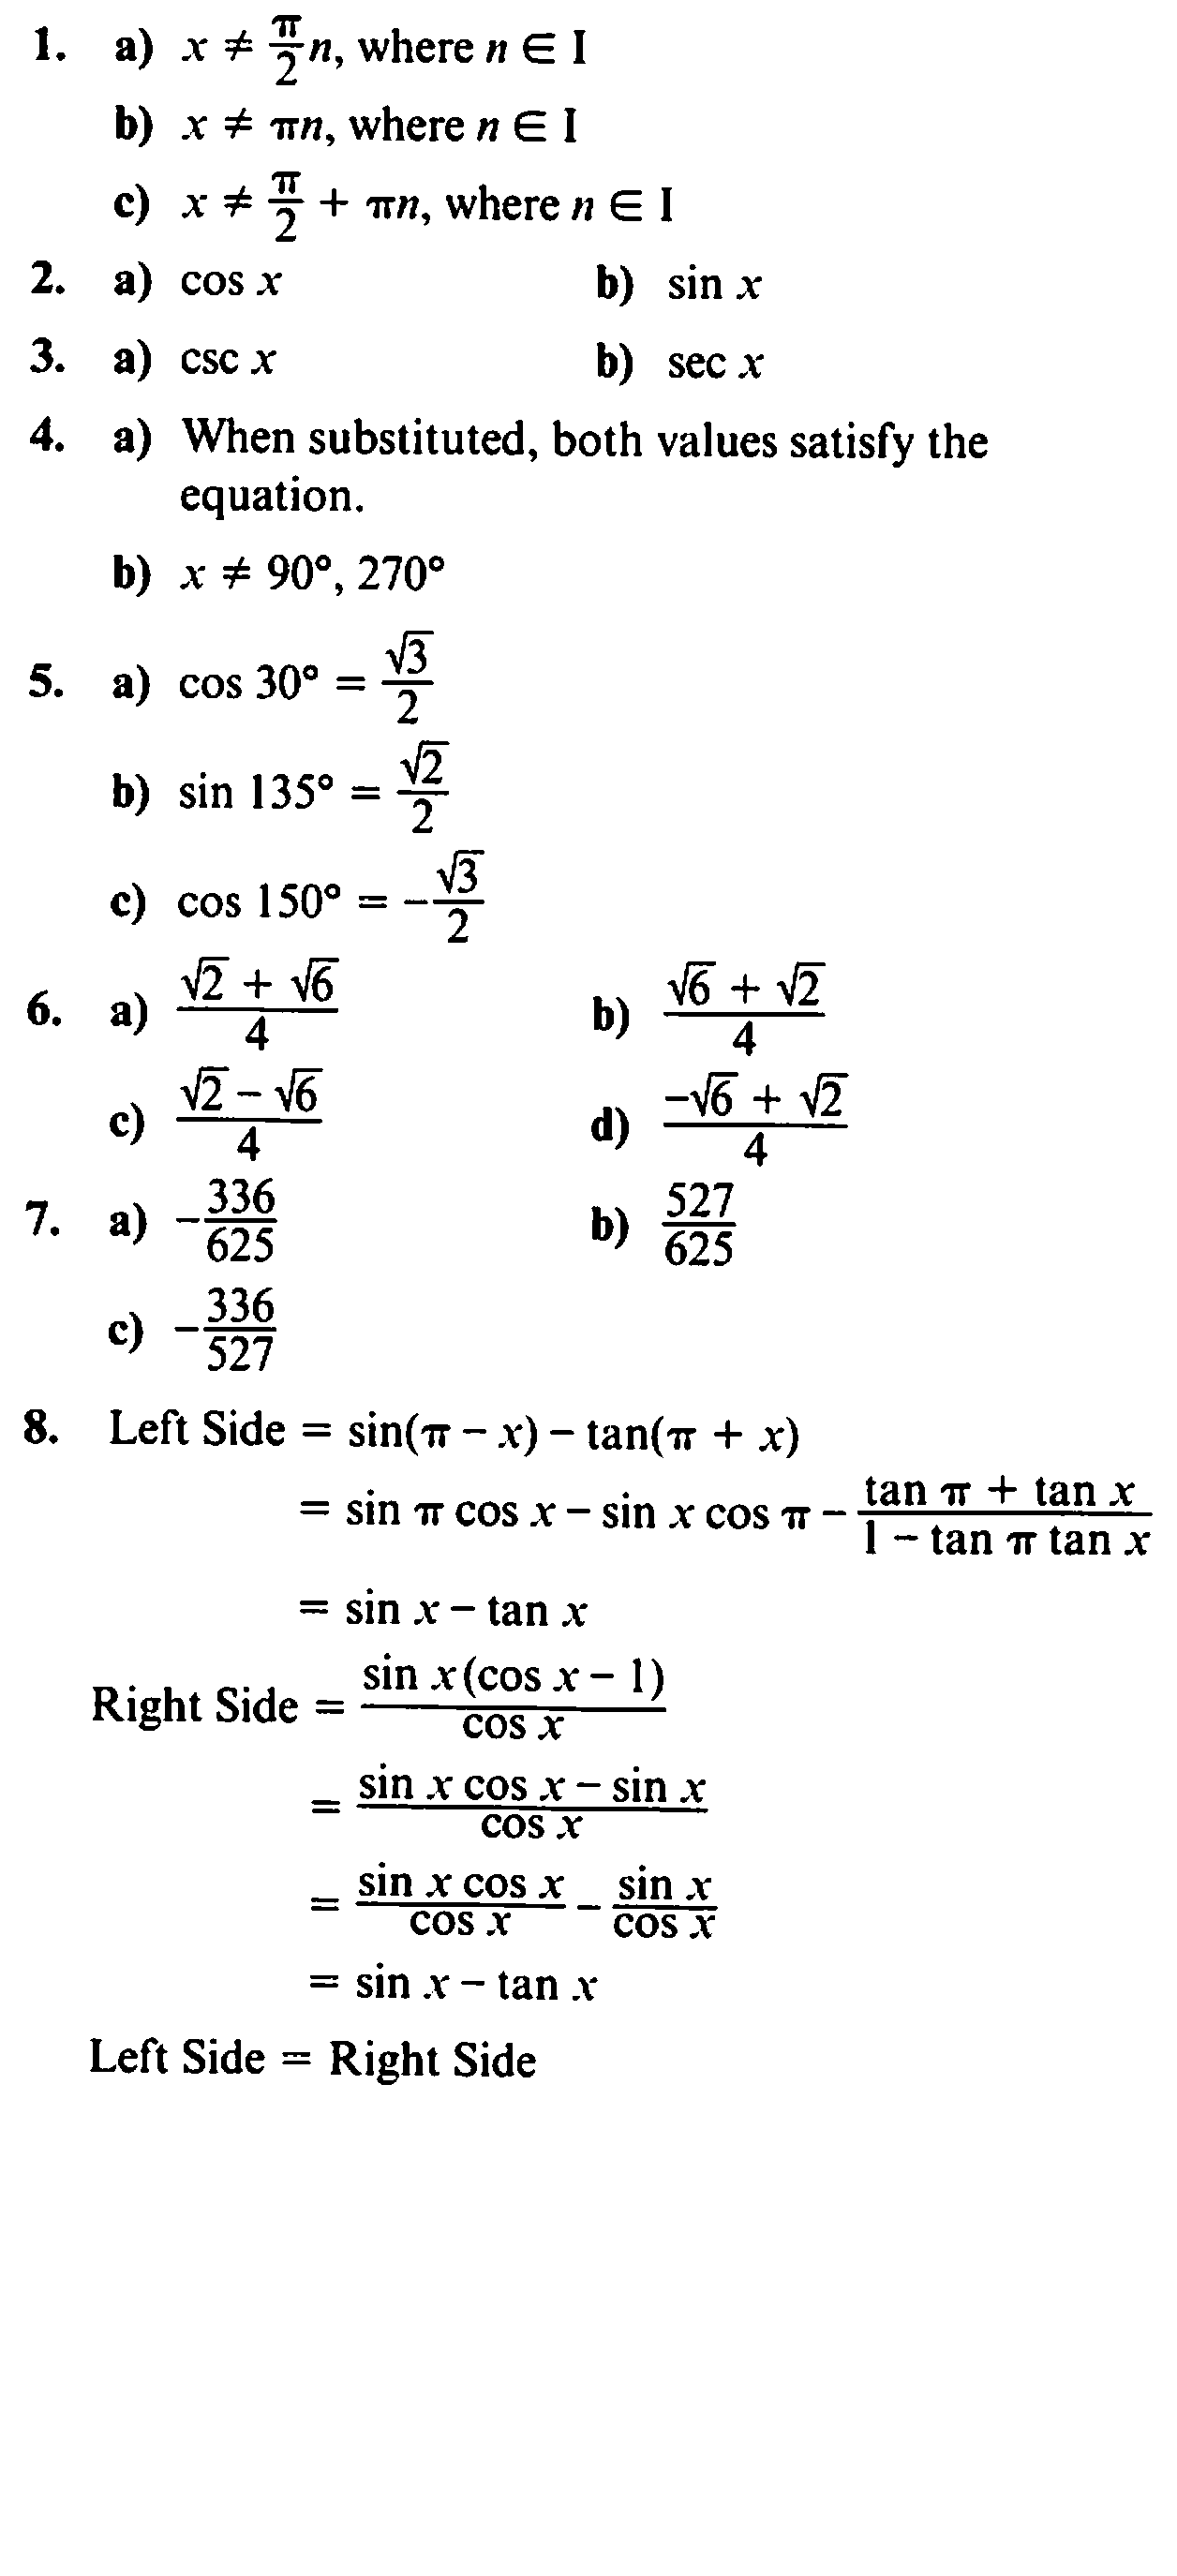 1. a) x ≠ π/2 n, where n ∈ I
b) x ≠ πn, where n ∈ I
c) x ≠ π/2 + πn, where n ∈ I
2. a) cos x b) sin x
3. a) csc x b) sec x
4. a) When substituted, both values satisfy the
equation.
b) x ≠ 90°, 270°
5. a) cos 30° = √3/2
b) sin 135° = √2/2
c) cos 150° = -√3/2
6. a) (√2 + √6)/4 b) (√6 + √2)/4
c) (√2 - √6)/4 d) (-√6 + √2)/4
7. a) -336/625 b) 527/625
c) -336/527
8. Left Side = sin(π - x) - tan(π + x)
= sin π cos x - sin x cos π - (tan π + tan x)/(1 - tan π tan x)
= sin x - tan x
Right Side = sin x(cos x - 1)/cos x
= (sin x cos x - sin x)/cos x
= sin x cos x/cos x - sin x/cos x
= sin x - tan x
Left Side = Right Side